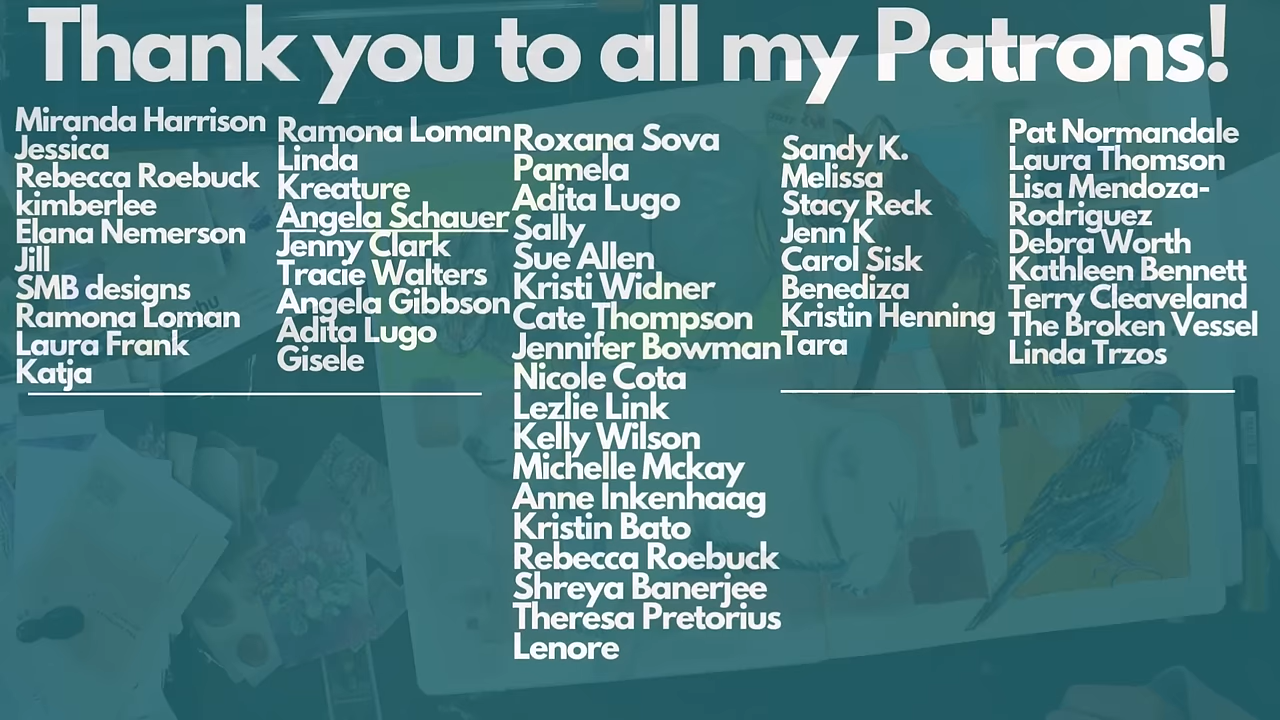 Thank you to all my Patrons!
Miranda Harrison
Jessica
Rebecca Roebuck
kimberlee
Elana Nemerson
Jill
SMB designs
Ramona Loman
Laura Frank
Katja
Ramona Loman
Linda
Kreature
Angela Schauer
Jenny Clark
Tracie Walters
Angela Gibbson
Adita Lugo
Gisele
Roxana Sova
Pamela
Adita Lugo
Sally
Sue Allen
Kristi Widner
Cate Thompson
Jennifer Bowman
Nicole Cota
Lezlie Link
Kelly Wilson
Michelle Mckay
Anne Inkenhaag
Kristin Bato
Rebecca Roebuck
Shreya Banerjee
Theresa Pretorius
Lenore
Sandy K.
Melissa
Stacy Reck
Jenn K
Carol Sisk
Benediza
Kristin Henning
Tara
Pat Normandale
Laura Thomson
Lisa Mendoza-
Rodriguez
Debra Worth
Kathleen Bennett
Terry Cleaveland
The Broken Vessel
Linda Trzos